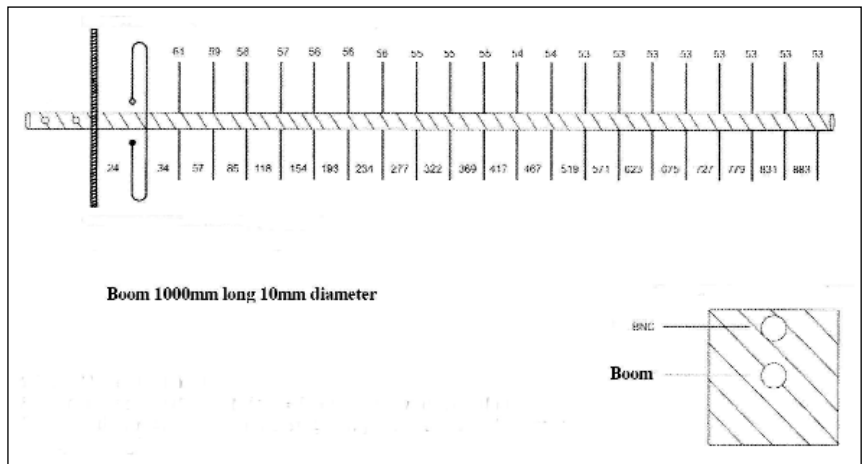 61 59 58 57 56 56 56 55 55 55 54 54 53 53 53 53 53 53 53 53
24 34 57 85 118 154 193 234 277 322 369 417 467 519 571 623 675 727 779 831 883
Boom 1000mm long 10mm diameter
BNC
Boom